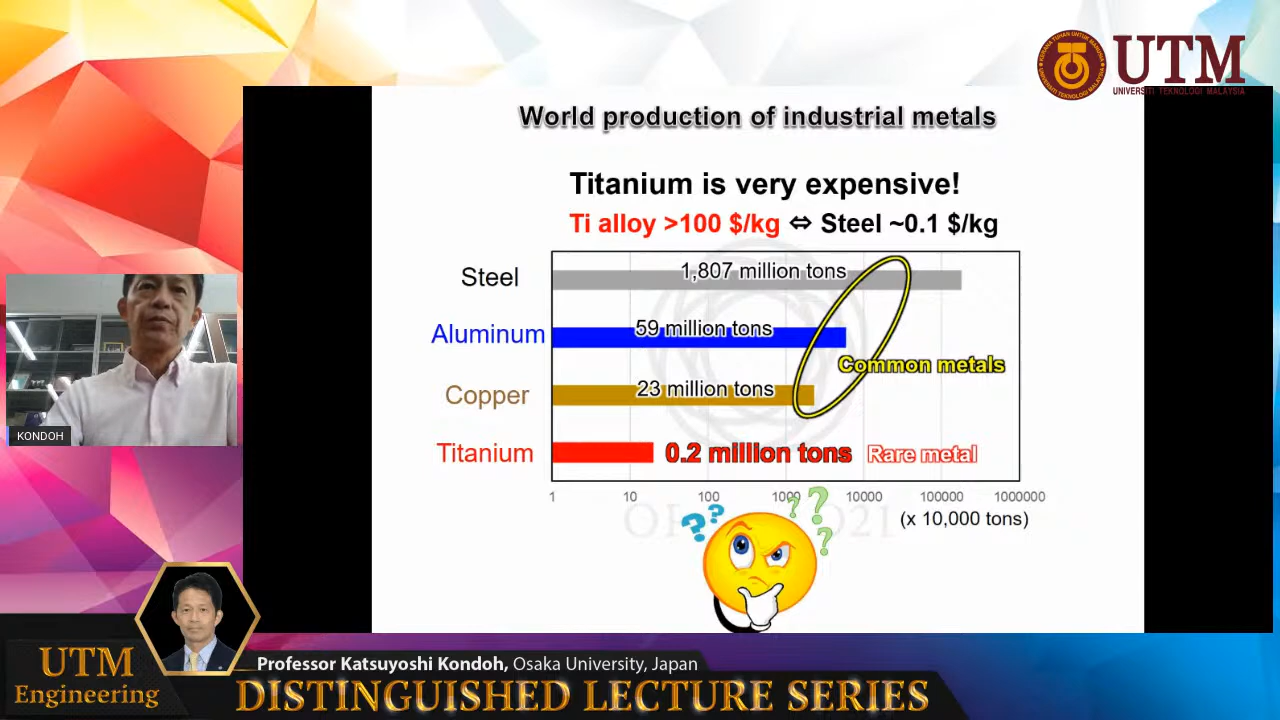 UTM
UNIVERSITI TEKNOLOGI MALAYSIA
World production of industrial metals
Titanium is very expensive!
Ti alloy >100 $/kg ⇔ Steel ~0.1 $/kg
Steel
1,807 million tons
Aluminum
59 million tons
Common metals
Copper
23 million tons
Titanium
0.2 million tons
Rare metal
1 10 100 1000 10000 100000 1000000
(x 10,000 tons)
?? ???
KONDOH
UTM
Engineering
Professor Katsuyoshi Kondoh, Osaka University, Japan
DISTINGUISHED LECTURE SERIES